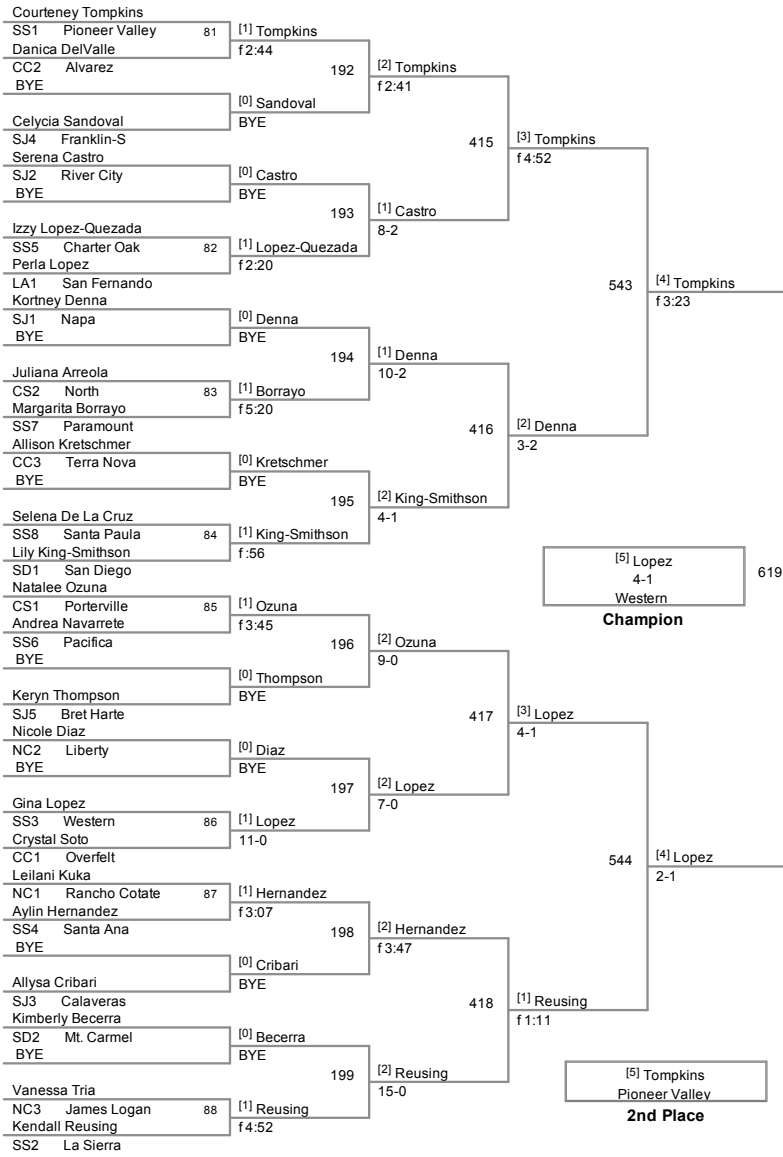 Courteney Tompkins
SS1 Pioneer Valley 81
Danica DelValle
CC2 Alvarez
BYE
Celycia Sandoval
SJ4 Franklin-S
Serena Castro
SJ2 River City
BYE
Izzy Lopez-Quezada
SS5 Charter Oak 82
Perla Lopez
LA1 San Fernando
Kortney Denna
SJ1 Napa
BYE
Juliana Arreola
CS2 North 83
Margarita Borrayo
SS7 Paramount
Allison Kretschmer
CC3 Terra Nova
BYE
Selena De La Cruz
SS8 Santa Paula 84
Lily King-Smithson
SD1 San Diego
Natalee Ozuna
CS1 Porterville 85
Andrea Navarrete
SS6 Pacifica
BYE
Keryn Thompson
SJ5 Bret Harte
Nicole Diaz
NC2 Liberty
BYE
Gina Lopez
SS3 Western 86
Crystal Soto
CC1 Overfelt
Leilani Kuka
NC1 Rancho Cotate 87
Aylin Hernandez
SS4 Santa Ana
BYE
Allysa Cribari
SJ3 Calaveras
Kimberly Becerra
SD2 Mt. Carmel
BYE
Vanessa Tria
NC3 James Logan 88
Kendall Reusing
SS2 La Sierra
[1] Tompkins
f 2:44
192
[0] Sandoval
BYE
[0] Castro
BYE
193
[1] Lopez-Quezada
f 2:20
[0] Denna
BYE
194
[1] Borrayo
f 5:20
[0] Kretschmer
BYE
195
[1] King-Smithson
f :56
[1] Ozuna
f 3:45
196
[0] Thompson
BYE
[0] Diaz
BYE
197
[1] Lopez
11-0
[1] Hernandez
f 3:07
198
[0] Cribari
BYE
[0] Becerra
BYE
199
[1] Reusing
f 4:52
[2] Tompkins
f 2:41
415
[1] Castro
8-2
[1] Denna
10-2
416
[2] King-Smithson
4-1
[2] Ozuna
9-0
417
[2] Lopez
7-0
[2] Hernandez
f 3:47
418
[2] Reusing
15-0
[3] Tompkins
f 4:52
543
[2] Denna
3-2
[3] Lopez
4-1
544
[1] Reusing
f 1:11
[4] Tompkins
f 3:23
[4] Lopez
2-1
[5] Lopez
4-1
Western
619
Champion
[5] Tompkins
Pioneer Valley
2nd Place